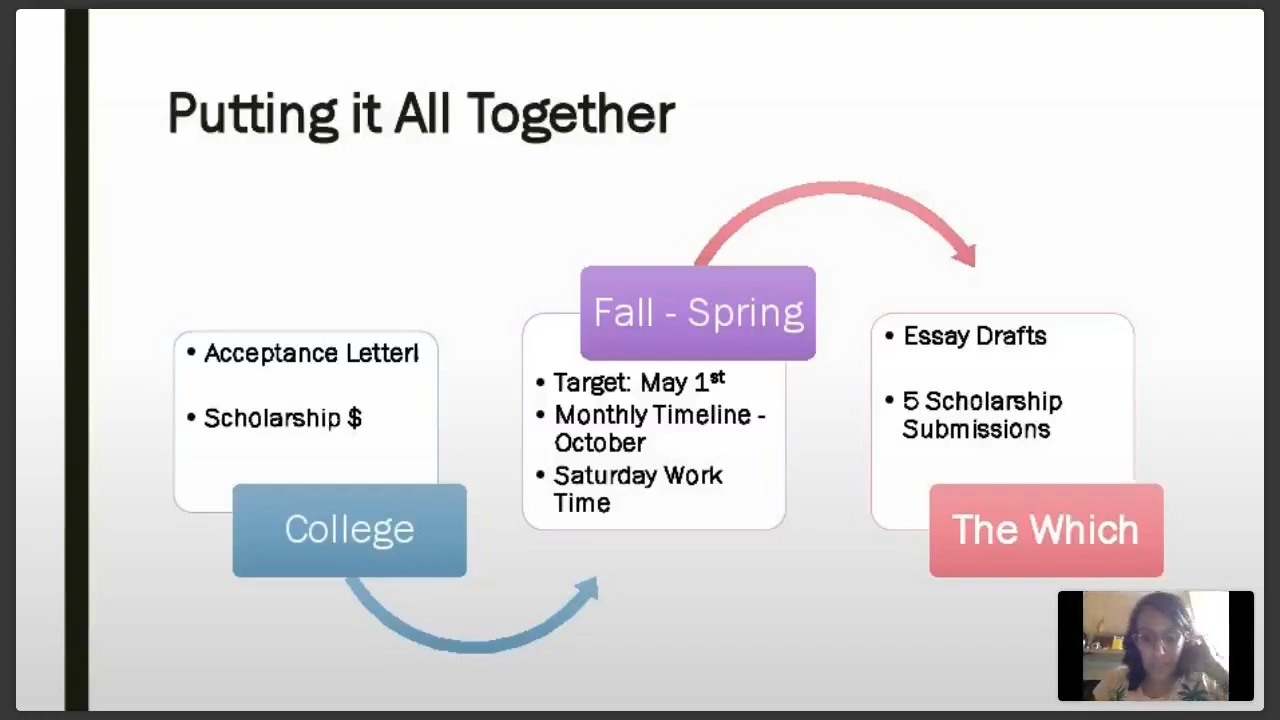 Putting it All Together
• Acceptance Letter!
• Scholarship $
College
Fall - Spring
• Target: May 1st
• Monthly Timeline -
October
• Saturday Work
Time
• Essay Drafts
• 5 Scholarship
Submissions
The Which